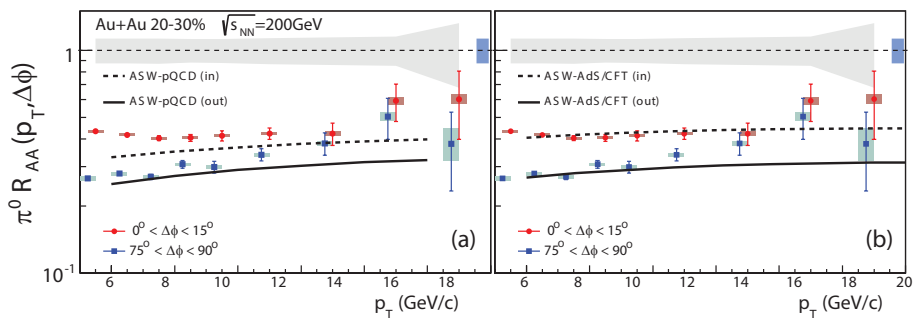 Au+Au 20-30% √s_NN=200GeV
π⁰ R_AA (p_T,Δϕ)
1
10⁻¹
ASW-pQCD (in)
ASW-pQCD (out)
0° < Δϕ < 15°
75° < Δϕ < 90°
(a)
6 8 10 12 14 16 18
p_T (GeV/c)
ASW-AdS/CFT (in)
ASW-AdS/CFT (out)
0° < Δϕ < 15°
75° < Δϕ < 90°
(b)
6 8 10 12 14 16 18 20
p_T (GeV/c)